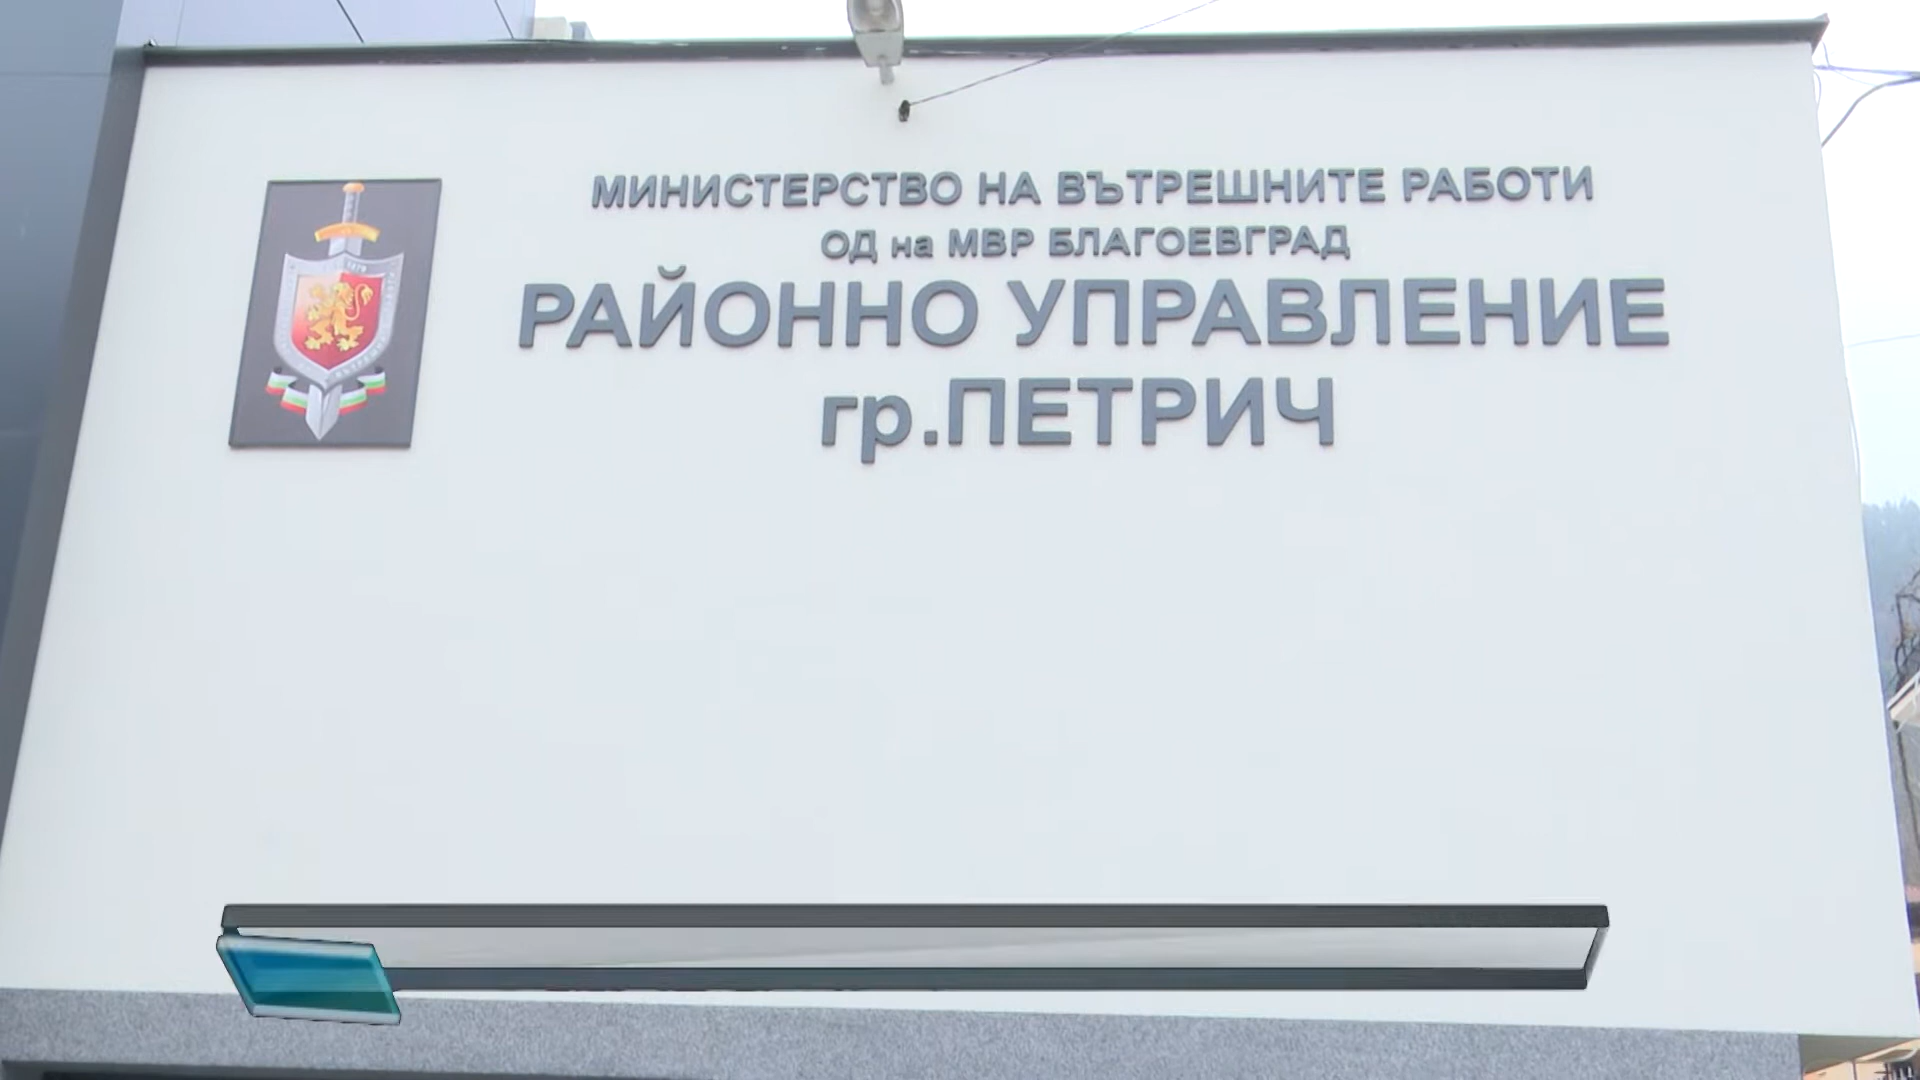 МИНИСТЕРСТВО НА ВЪТРЕШНИТЕ РАБОТИ
ОД на МВР БЛАГОЕВГРАД
РАЙОННО УПРАВЛЕНИЕ
гр.ПЕТРИЧ